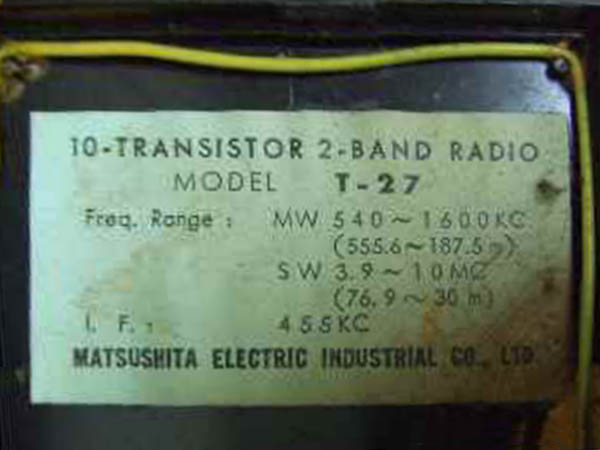 10-TRANSISTOR 2-BAND RADIO
MODEL T-27
Freq. Range : MW 540~1600KC
(555.6~187.5m)
SW 3.9~10MC
(76.9~30m)
I. F. : 455KC
MATSUSHITA ELECTRIC INDUSTRIAL CO., LTD.